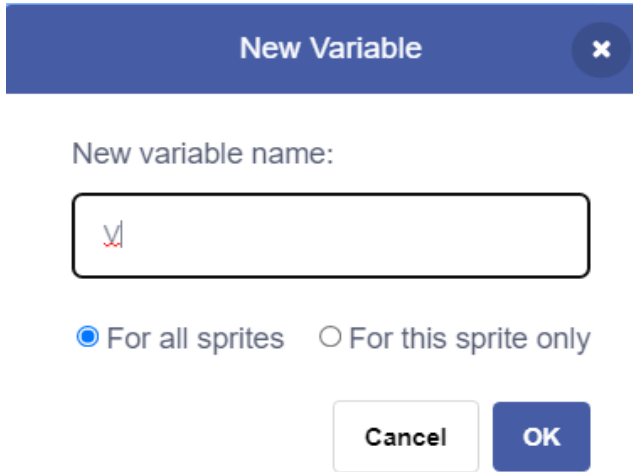 New Variable
New variable name:
V
For all sprites For this sprite only
Cancel OK